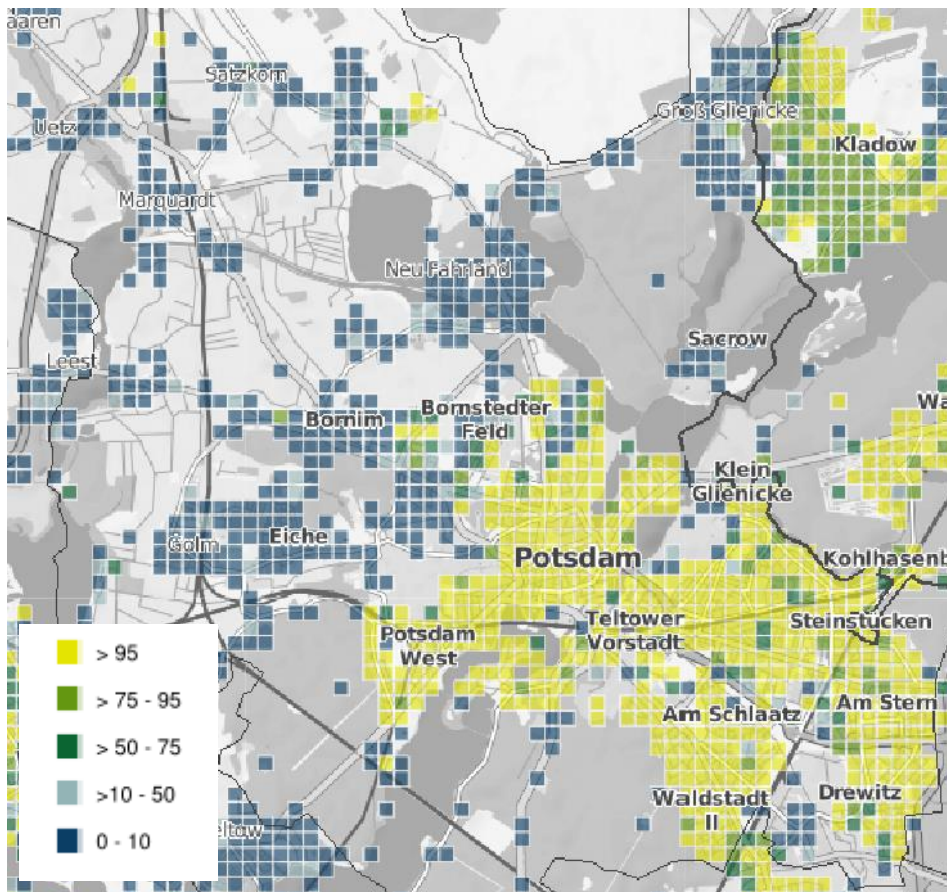 aaren
Satzkorn
Uetz
Groß Glienicke
Kladow
Marquardt
Neu Fahrland
Sacrow
Leest
Wa
Bornim
Bornstedter
Feld
Klein
Glienicke
Golm
Eiche
Potsdam
Kohlhasenb
Potsdam
West
Teltower
Vorstadt
Steinstücken
Am Schlaatz
Am Stern
Waldstadt
II
Drewitz
eltow
> 95
> 75 - 95
> 50 - 75
>10 - 50
0 - 10